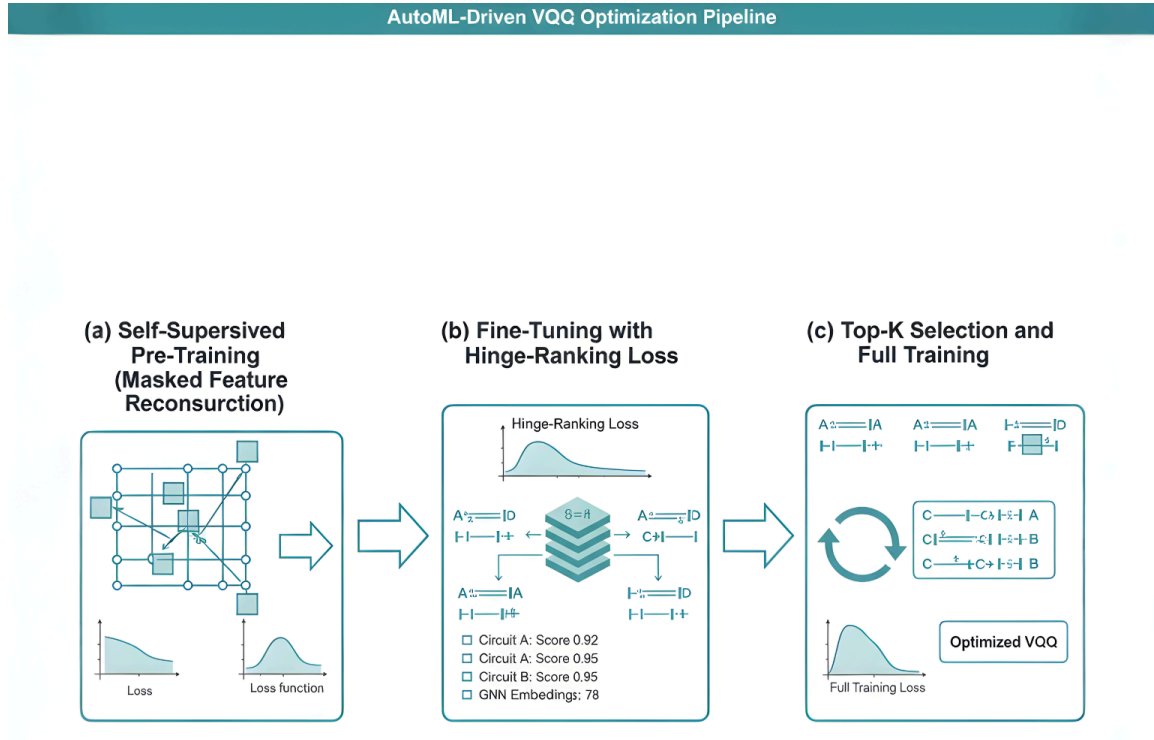 AutoML-Driven VQQ Optimization Pipeline
(a) Self-Supersived
Pre-Training
(Masked Feature
Reconsurction)
Loss
Loss function
(b) Fine-Tuning with
Hinge-Ranking Loss
Hinge-Ranking Loss
Circuit A: Score 0.92
Circuit A: Score 0.95
Circuit B: Score 0.95
GNN Embedings: 78
(c) Top-K Selection and
Full Training
Full Training Loss
Optimized VQQ